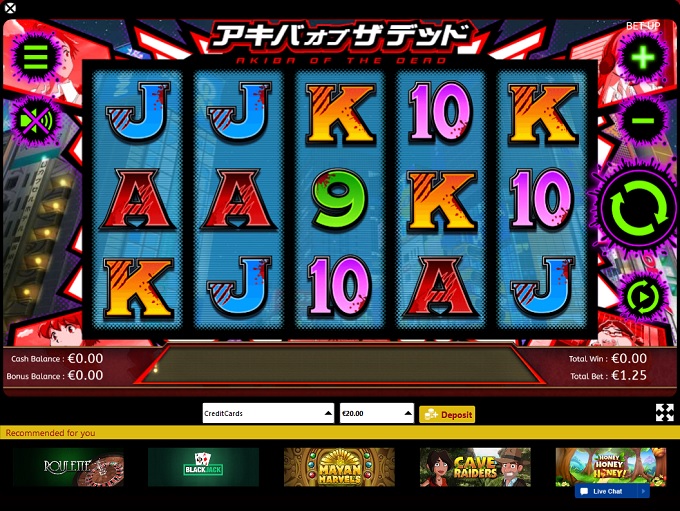 BET UP
アキバオブザデッド
AKIBA OF THE DEAD
J J K 10 K
A A 9 K 10
K J 10 A J
Cash Balance : €0.00
Bonus Balance : €0.00
Total Win : €0.00
Total Bet : €1.25
CreditCards
€20.00
Deposit
Recommended for you
ROULETTE
BLACKJACK
MAYAN MARVELS
CAVE RAIDERS
HONEY HONEY HONEY!
Live Chat